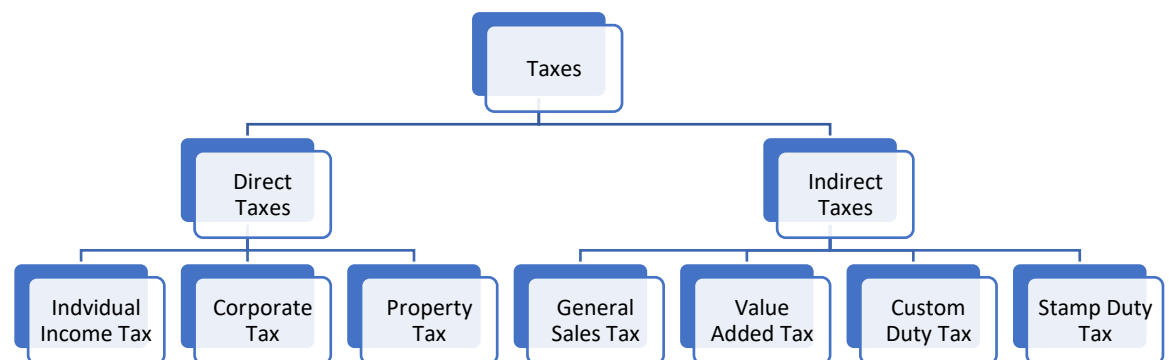 Taxes
Direct
Taxes
Indirect
Taxes
Indvidual
Income Tax
Corporate
Tax
Property
Tax
General
Sales Tax
Value
Added Tax
Custom
Duty Tax
Stamp Duty
Tax